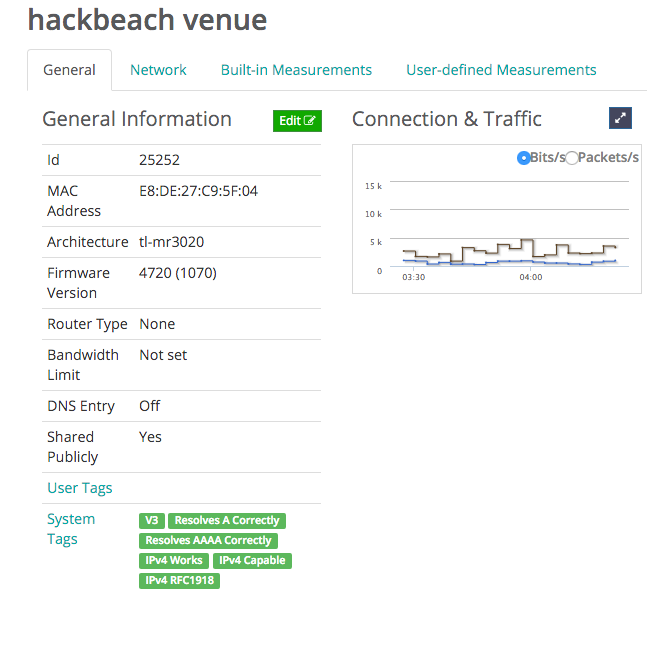 hackbeach venue
General Network Built-in Measurements User-defined Measurements
General Information Edit
Id 25252
MAC Address E8:DE:27:C9:5F:04
Architecture tl-mr3020
Firmware Version 4720 (1070)
Router Type None
Bandwidth Limit Not set
DNS Entry Off
Shared Publicly Yes
User Tags
System Tags V3 Resolves A Correctly
Resolves AAAA Correctly
IPv4 Works IPv4 Capable
IPv4 RFC1918
Connection & Traffic
Bits/s Packets/s
15 k
10 k
5 k
0
03:30 04:00